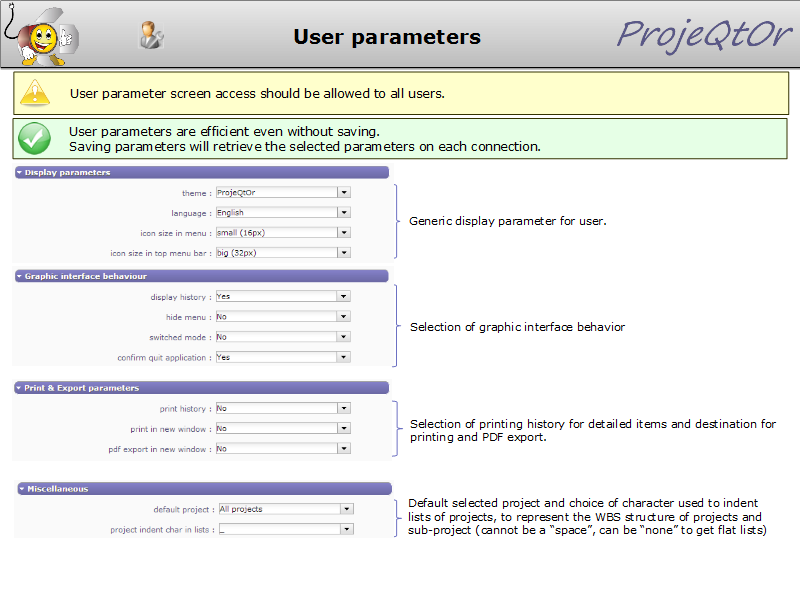 User parameters
ProjeQtOr
User parameter screen access should be allowed to all users.
User parameters are efficient even without saving.
Saving parameters will retrieve the selected parameters on each connection.
Display parameters
theme : ProjeQtOr
language : English
icon size in menu : small (16px)
icon size in top menu bar : big (32px)
Generic display parameter for user.
Graphic interface behaviour
display history : Yes
hide menu : No
switched mode : No
confirm quit application : Yes
Selection of graphic interface behavior
Print & Export parameters
print history : No
print in new window : No
pdf export in new window : No
Selection of printing history for detailed items and destination for
printing and PDF export.
Miscellaneous
default project : All projects
project indent char in lists : _
Default selected project and choice of character used to indent
lists of projects, to represent the WBS structure of projects and
sub-project (cannot be a “space”, can be “none” to get flat lists)